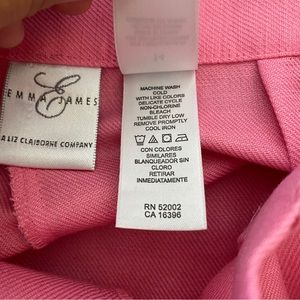 E
EMMA JAMES
A LIZ CLAIBORNE COMPANY
14
MACHINE WASH
COLD
WITH LIKE COLORS
DELICATE CYCLE
NON-CHLORINE
BLEACH
TUMBLE DRY LOW
REMOVE PROMPTLY
COOL IRON
CON COLORES
SIMILARES
BLANQUEADOR SIN
CLORO
RETIRAR
INMEDIATAMENTE
RN 52002
CA 16396